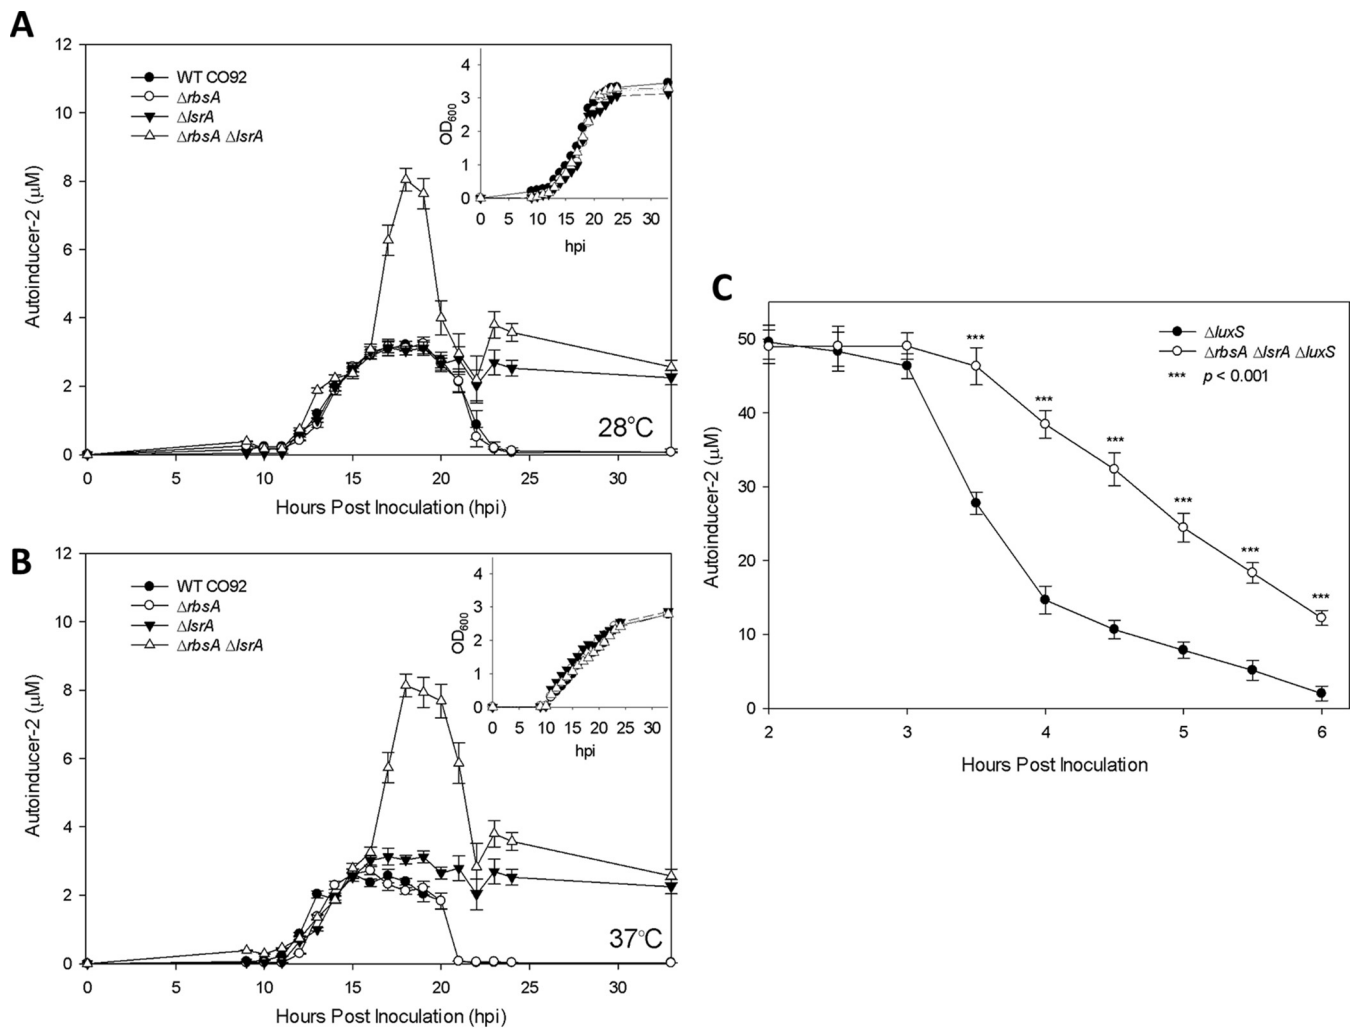 A
12
10
8
6
4
2
0
Autoinducer-2 (μM)
WT CO92
ΔrbsA
ΔlsrA
ΔrbsA ΔlsrA
4
3
2
1
0
OD600
0 5 10 15 20 25 30
hpi
28°C
0 5 10 15 20 25 30
Hours Post Inoculation (hpi)
B
12
10
8
6
4
2
0
Autoinducer-2 (μM)
WT CO92
ΔrbsA
ΔlsrA
ΔrbsA ΔlsrA
4
3
2
1
0
OD600
0 5 10 15 20 25 30
hpi
37°C
0 5 10 15 20 25 30
Hours Post Inoculation (hpi)
C
50
40
30
20
10
0
Autoinducer-2 (μM)
ΔluxS
ΔrbsA ΔlsrA ΔluxS
*** p < 0.001
***
***
***
***
***
***
2 3 4 5 6
Hours Post Inoculation